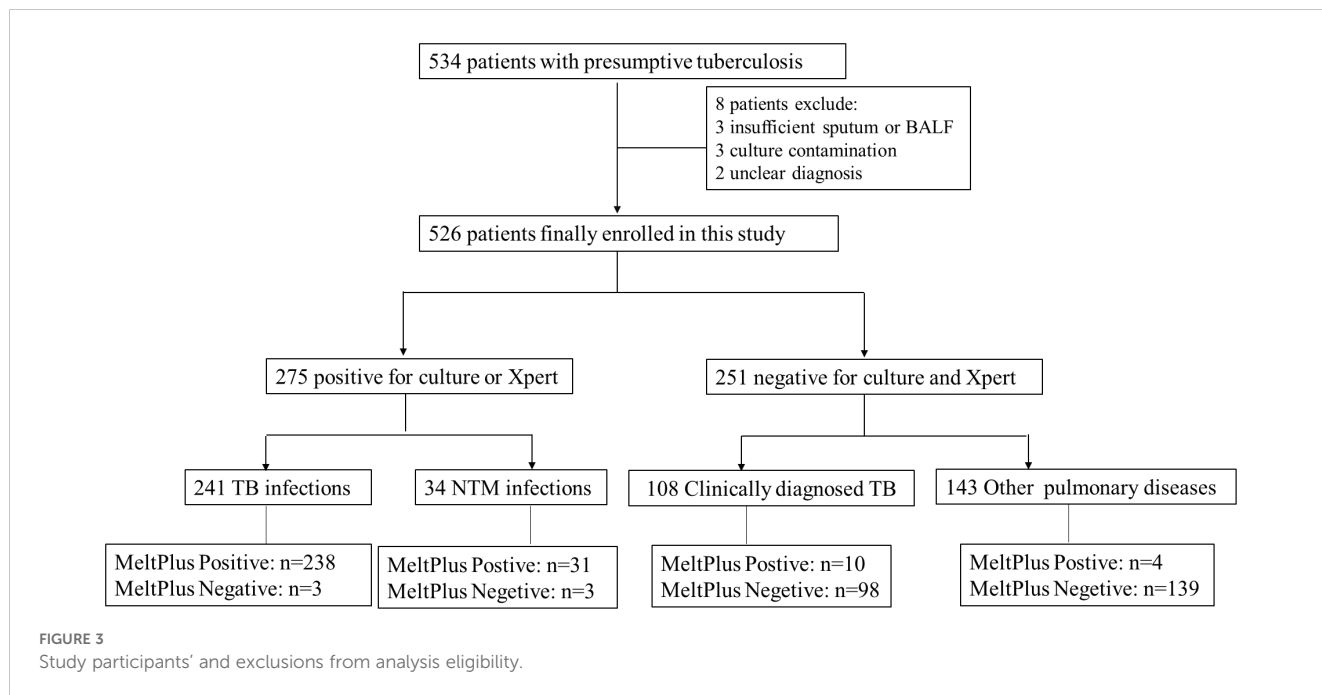 534 patients with presumptive tuberculosis
8 patients exclude:
3 insufficient sputum or BALF
3 culture contamination
2 unclear diagnosis
526 patients finally enrolled in this study
275 positive for culture or Xpert
251 negative for culture and Xpert
241 TB infections
34 NTM infections
108 Clinically diagnosed TB
143 Other pulmonary diseases
MeltPlus Positive: n=238
MeltPlus Negative: n=3
MeltPlus Postive: n=31
MeltPlus Negetive: n=3
MeltPlus Postive: n=10
MeltPlus Negetive: n=98
MeltPlus Postive: n=4
MeltPlus Negetive: n=139
FIGURE 3
Study participants’ and exclusions from analysis eligibility.